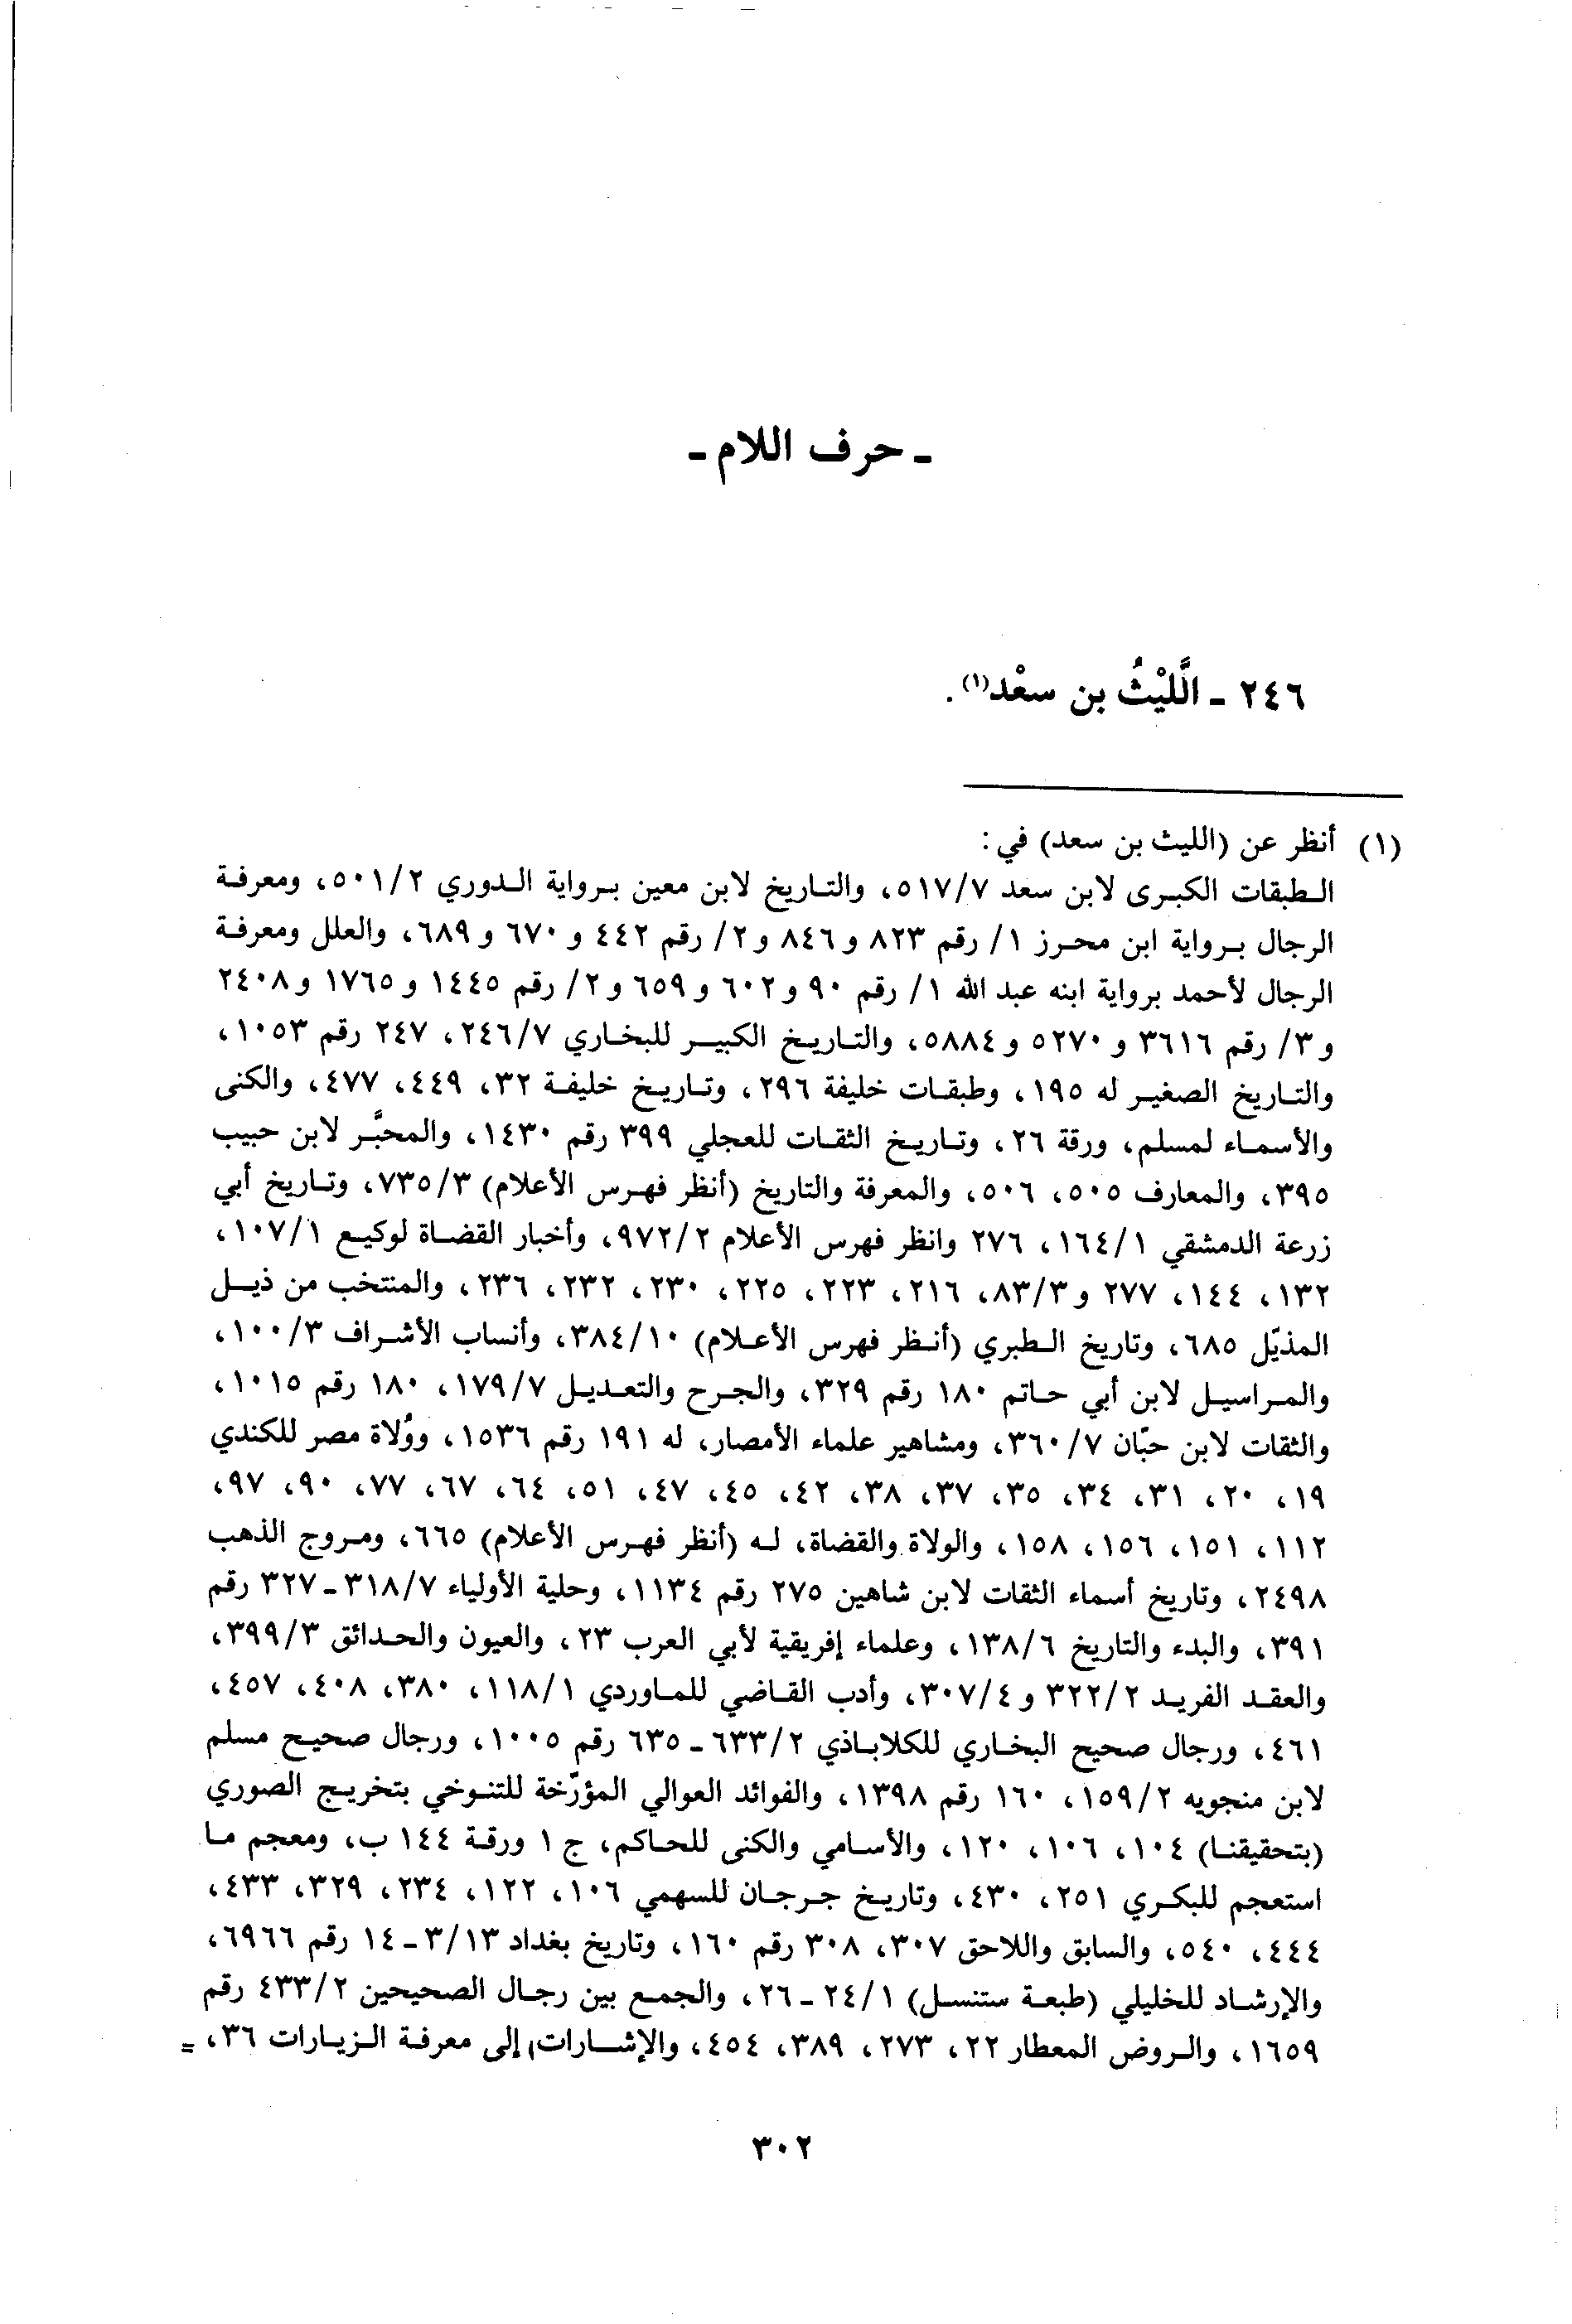 ـ حرف اللام ـ
٢٤٦ ـ اللَّيْثُ بن سعْد(١) .
(١) أنظر عن (الليث بن سعد) في:
الطبقات الكبرى لابن سعد ٥١٧/٧، والتاريخ لابن معين برواية الدوري ٥٠١/٢، ومعرفة
الرجال برواية ابن محرز ١/ رقم ٨٢٣ و٨٤٦ و٢/ رقم ٤٤٢ و ٦٧٠ و٦٨٩، والعلل ومعرفة
الرجال لأحمد برواية ابنه عبد الله ١/ رقم ٩٠ و٦٠٢ و٦٥٩ و٢/ رقم ١٤٤٥ و١٧٦٥ و٢٤٠٨
و٣/ رقم ٣٦١٦ و ٥٢٧٠ و٥٨٨٤، والتاريخ الكبير للبخاري ٢٤٦/٧، ٢٤٧ رقم ١٠٥٣،
والتاريخ الصغير له ١٩٥، وطبقات خليفة ٢٩٦، وتاريخ خليفة ٣٢، ٤٤٩، ٤٧٧، والكنى
والأسماء لمسلم، ورقة ٢٦، وتاريخ الثقات للعجلي ٣٩٩ رقم ١٤٣٠، والمحبَّر لابن حبيب
٣٩٥، والمعارف ٥٠٥، ٥٠٦، والمعرفة والتاريخ (أنظر فهرس الأعلام) ٧٣٥/٣، وتاريخ أبي
زرعة الدمشقي ١٦٤/١، ٢٧٦ وانظر فهرس الأعلام ٩٧٢/٢، وأخبار القضاة لوكيع ١٠٧/١،
١٣٢، ١٤٤، ٢٧٧ و٨٣/٣، ٢١٦، ٢٢٣، ٢٢٥، ٢٣٠، ٢٣٢، ٢٣٦، والمنتخب من ذيل
المذيّل ٦٨٥، وتاريخ الطبري (أنظر فهرس الأعلام) ٣٨٤/١٠، وأنساب الأشراف ١٠٠/٣،
والمراسيل لابن أبي حاتم ١٨٠ رقم ٣٢٩، والجرح والتعديل ١٧٩/٧، ١٨٠ رقم ١٠١٥،
والثقات لابن حبّان ٣٦٠/٧، ومشاهير علماء الأمصار، له ١٩١ رقم ١٥٣٦، ووُلاة مصر للكندي
١٩، ٢٠، ٣١، ٣٤، ٣٥، ٣٧، ٣٨، ٤٢، ٤٥، ٤٧، ٥١، ٦٤، ٦٧، ٧٧، ٩٠، ٩٧،
١١٢، ١٥١، ١٥٦، ١٥٨، والولاة والقضاة، له (أنظر فهرس الأعلام) ٦٦٥، ومروج الذهب
٢٤٩٨، وتاريخ أسماء الثقات لابن شاهين ٢٧٥ رقم ١١٣٤، وحلية الأولياء ٣١٨/٧ ـ ٣٢٧ رقم
٣٩١، والبدء والتاريخ ١٣٨/٦، وعلماء إفريقية لأبي العرب ٢٣، والعيون والحدائق ٣٩٩/٣،
والعقد الفريد ٣٢٢/٢ و٣٠٧/٤، وأدب القاضي للماوردي ١١٨/١، ٣٨٠، ٤٠٨، ٤٥٧،
٤٦١، ورجال صحيح البخاري للكلاباذي ٦٣٣/٢ ـ ٦٣٥ رقم ١٠٠٥، ورجال صحيح مسلم
لابن منجويه ١٥٩/٢، ١٦٠ رقم ١٣٩٨، والفوائد العوالي المؤرّخة للتنوخي بتخريج الصوري
(بتحقيقنا) ١٠٤، ١٠٦، ١٢٠، والأسامي والكنى للحاكم، ج ١ ورقة ١٤٤ ب، ومعجم ما
استعجم للبكري ٢٥١، ٤٣٠، وتاريخ جرجان للسهمي ١٠٦، ١٢٢، ٢٣٤، ٣٢٩، ٤٣٣،
٤٤٤، ٥٤٠، والسابق واللاحق ٣٠٧، ٣٠٨ رقم ١٦٠، وتاريخ بغداد ٣/١٣ ـ ١٤ رقم ٦٩٦٦،
والإرشاد للخليلي (طبعة ستنسل) ٢٤/١ ـ ٢٦، والجمع بين رجال الصحيحين ٤٣٣/٢ رقم
١٦٥٩، والروض المعطار ٢٢، ٢٧٣، ٣٨٩، ٤٥٤، والإشارات إلى معرفة الزيارات ٣٦، =
٣٠٢